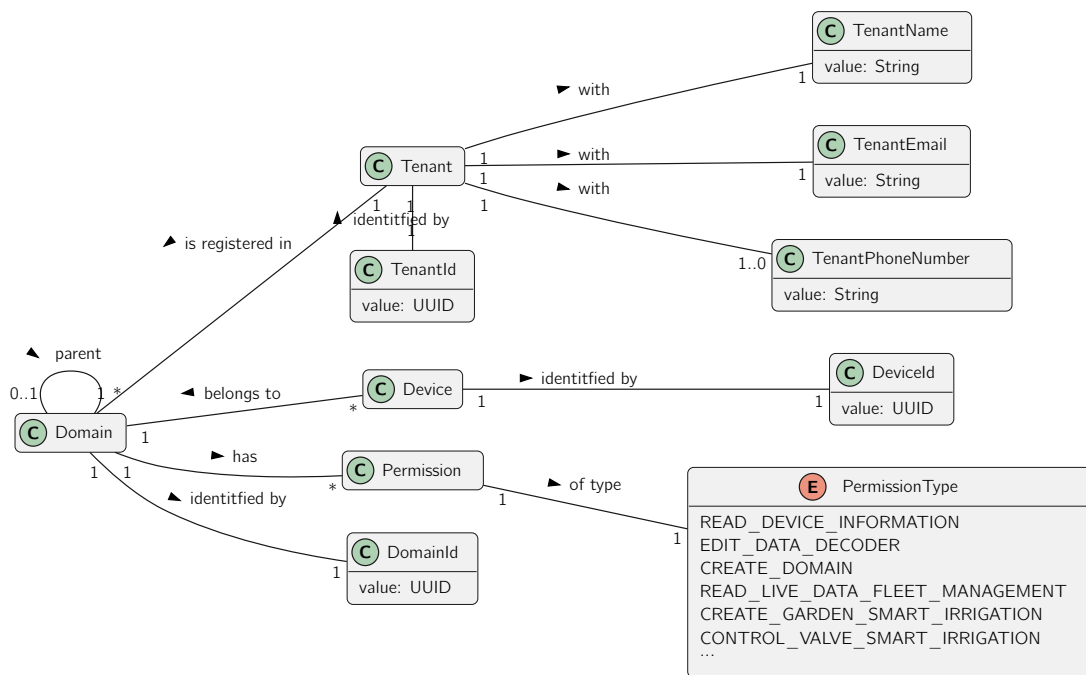 C TenantName
value: String
1
with
C TenantEmail
value: String
1
with
C Tenant
1
1
1
with
C TenantPhoneNumber
value: String
1..0
1
1
identitfied by
1
C TenantId
value: UUID
is registered in
*
parent
0..1
1
C Domain
belongs to
1
*
C Device
1
identitfied by
1
C DeviceId
value: UUID
has
1
*
C Permission
1
of type
1
E PermissionType
READ_DEVICE_INFORMATION
EDIT_DATA_DECODER
CREATE_DOMAIN
READ_LIVE_DATA_FLEET_MANAGEMENT
CREATE_GARDEN_SMART_IRRIGATION
CONTROL_VALVE_SMART_IRRIGATION
...
1
identitfied by
1
C DomainId
value: UUID